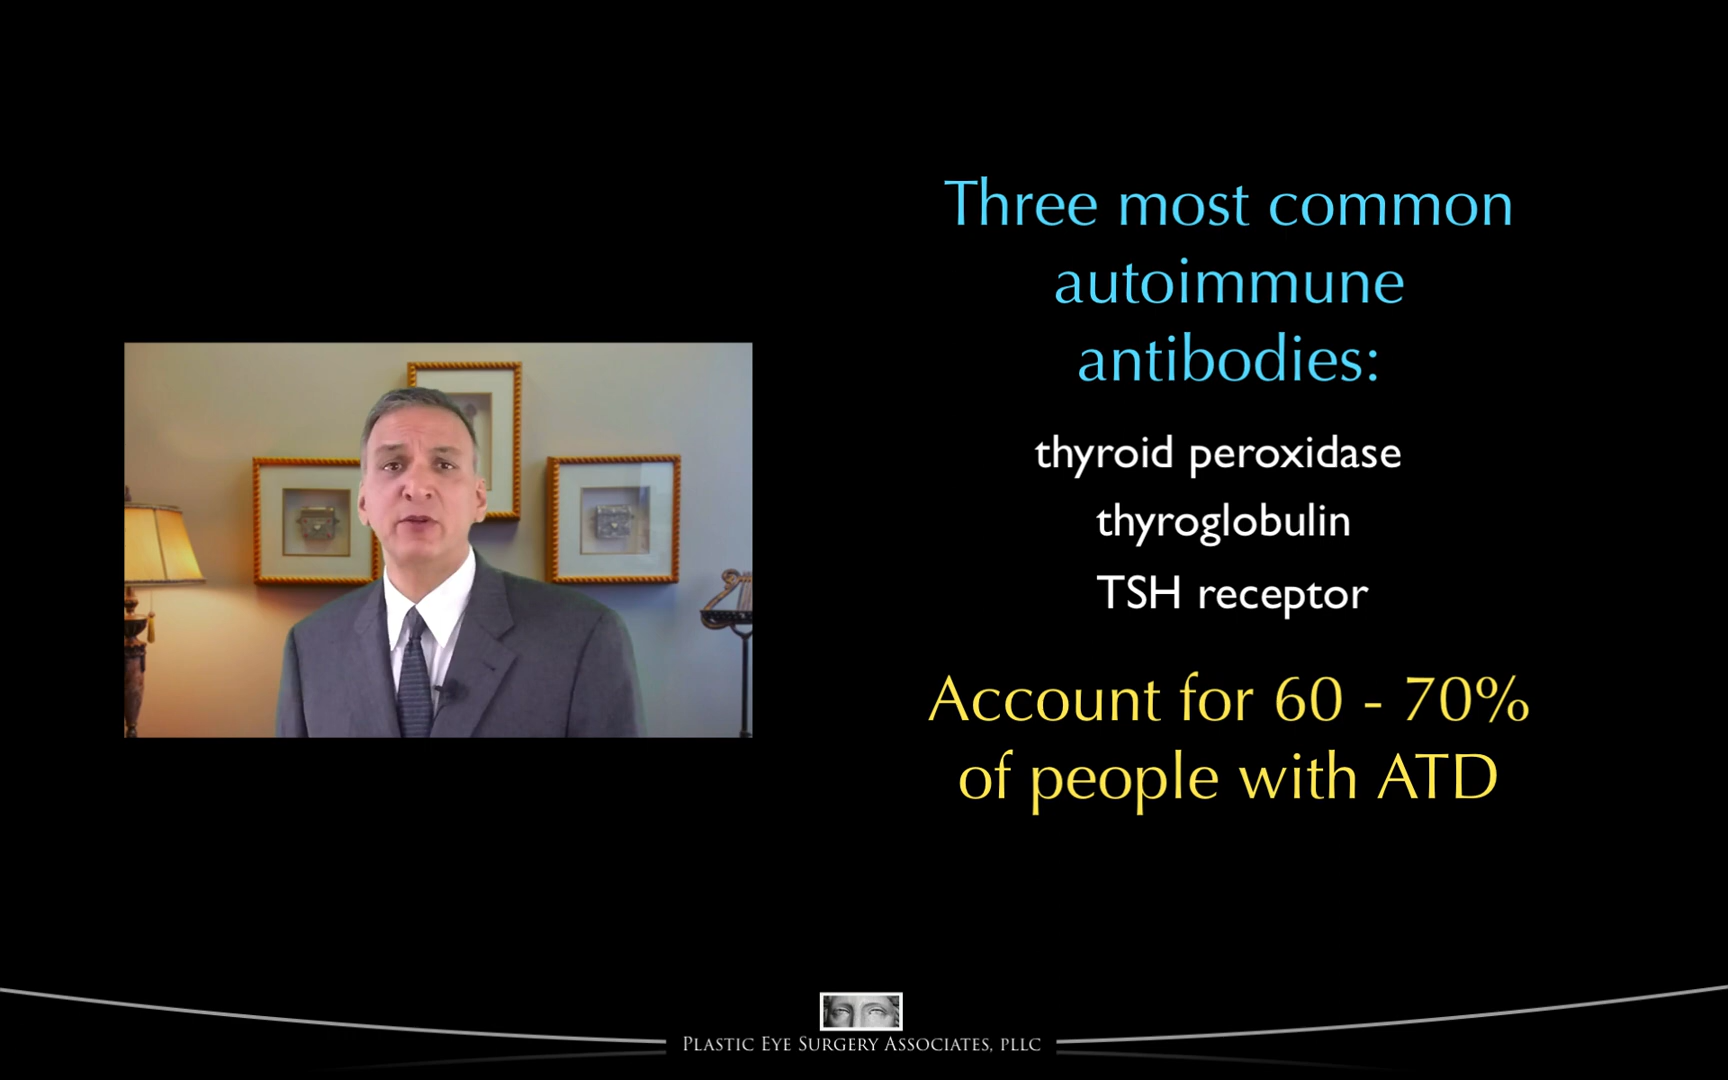 Three most common
autoimmune
antibodies:
thyroid peroxidase
thyroglobulin
TSH receptor
Account for 60 - 70%
of people with ATD
PLASTIC EYE SURGERY ASSOCIATES, PLLC